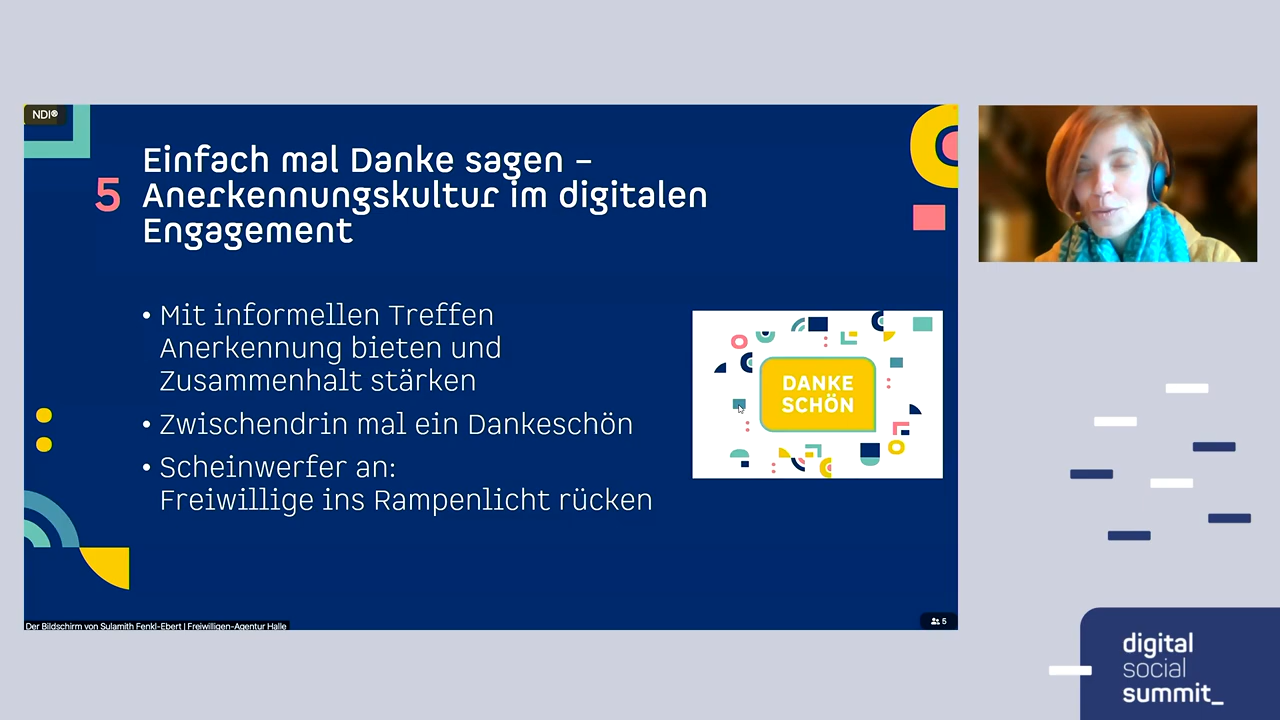 NDI®
5
Einfach mal Danke sagen –
Anerkennungskultur im digitalen
Engagement
• Mit informellen Treffen
Anerkennung bieten und
Zusammenhalt stärken
• Zwischendrin mal ein Dankeschön
• Scheinwerfer an:
Freiwillige ins Rampenlicht rücken
DANKE
SCHÖN
Der Bildschirm von Sulamith Fenkl-Ebert | Freiwilligen-Agentur Halle
5
digital
social
summit_